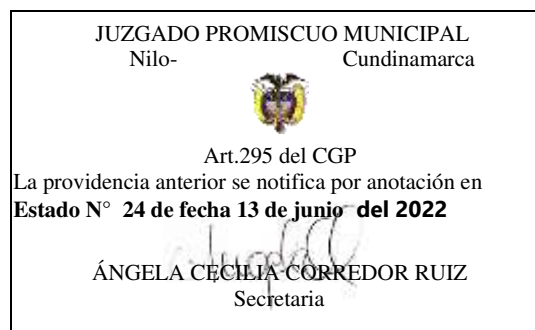 JUZGADO PROMISCUO MUNICIPAL
Nilo- Cundinamarca
Art.295 del CGP
La providencia anterior se notifica por anotación en
Estado N° 24 de fecha 13 de junio del 2022
ÁNGELA CECILIA CORREDOR RUIZ
Secretaria